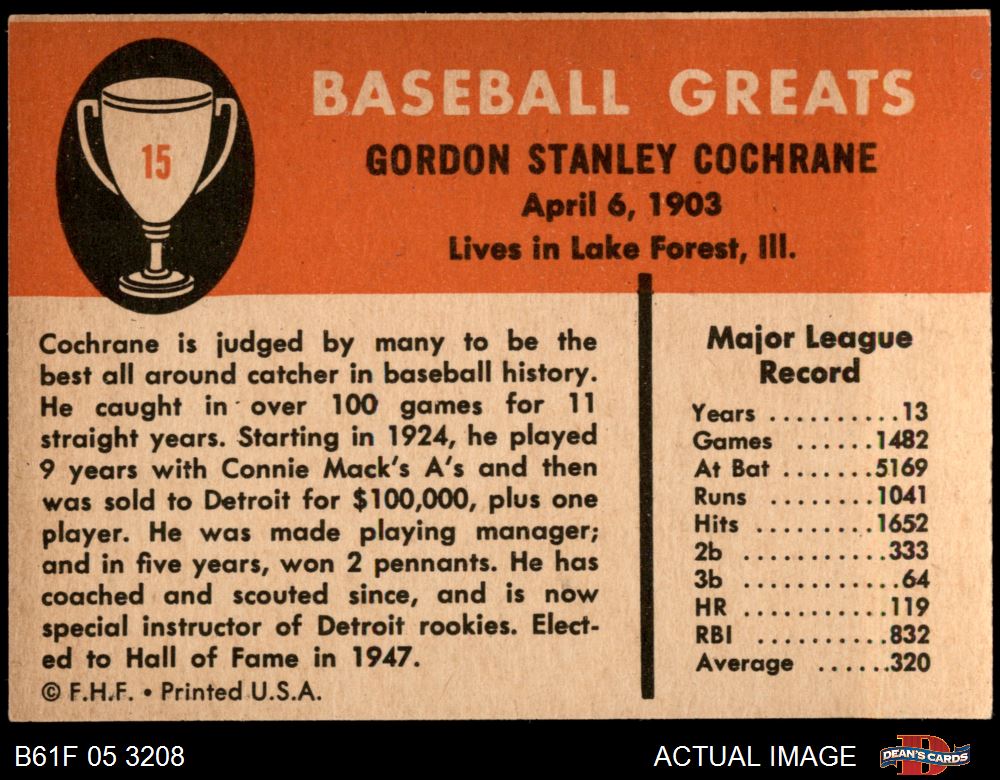 15
BASEBALL GREATS
GORDON STANLEY COCHRANE
April 6, 1903
Lives in Lake Forest, Ill.
Cochrane is judged by many to be the
best all around catcher in baseball history.
He caught in over 100 games for 11
straight years. Starting in 1924, he played
9 years with Connie Mack's A's and then
was sold to Detroit for $100,000, plus one
player. He was made playing manager;
and in five years, won 2 pennants. He has
coached and scouted since, and is now
special instructor of Detroit rookies. Elect-
ed to Hall of Fame in 1947.
© F.H.F. • Printed U.S.A.
Major League
Record
Years ..........13
Games ......1482
At Bat .......5169
Runs ........1041
Hits .........1652
2b ...........333
3b ............64
HR ...........119
RBI ..........832
Average ......320
B61F 05 3208
ACTUAL IMAGE
D
DEAN'S CARDS